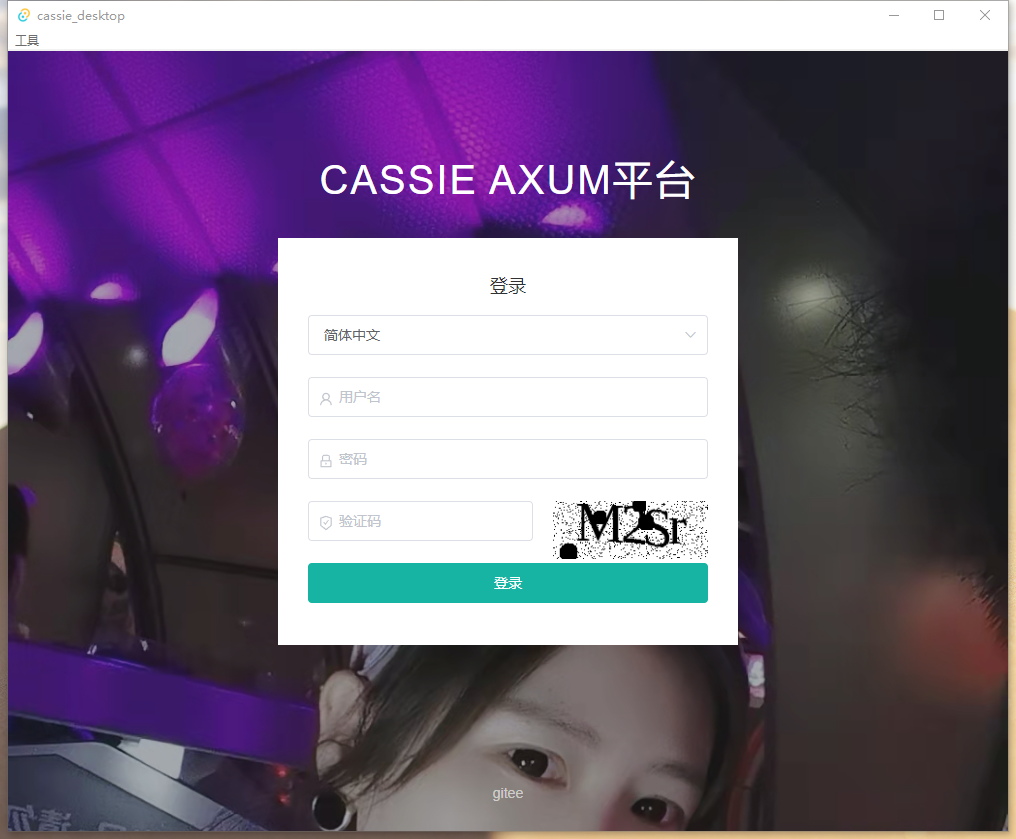 cassie_desktop
工具
CASSIE AXUM平台
登录
简体中文
用户名
密码
验证码
M2Sr
登录
gitee